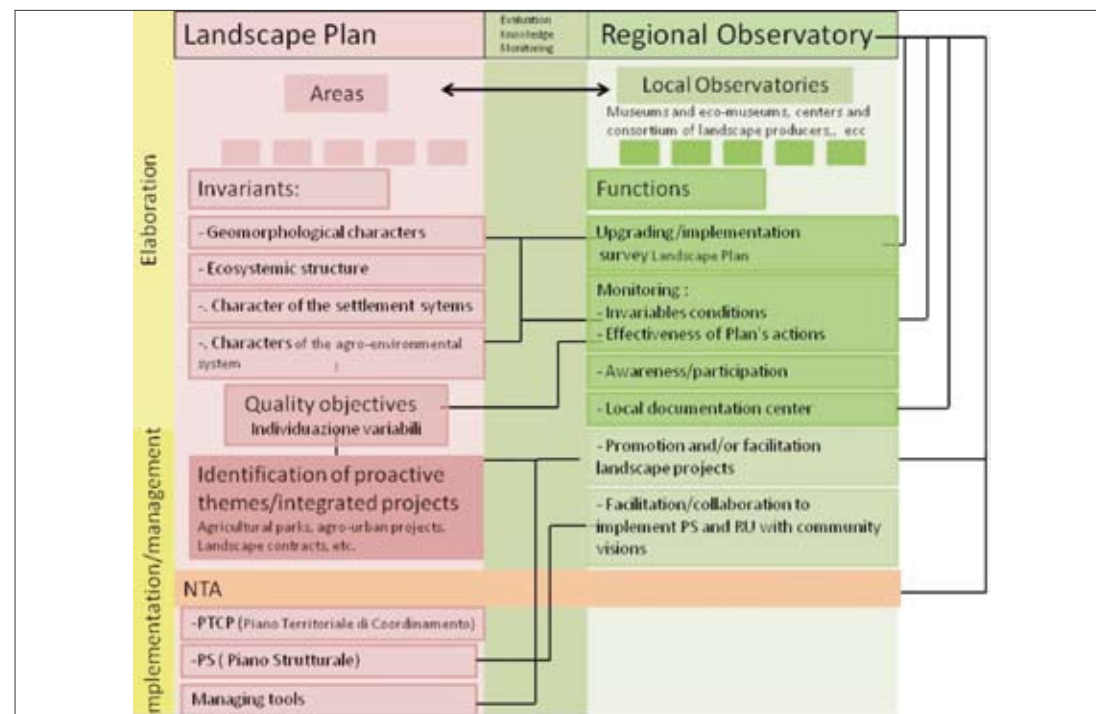 Landscape Plan
Evaluation
Knowledge
Monitoring
Regional Observatory
Elaboration
Areas
Local Observatories
Museums and eco-museums, centers and
consortium of landscape producers,. ecc
Invariants:
- Geomorphological characters
- Ecosystemic structure
-. Character of the settlement sytems
-. Characters of the agro-environmental
system
Quality objectives
Individuazione variabili
Functions
Upgrading/implementation
survey Landscape Plan
Monitoring :
- Invariables conditions
- Effectiveness of Plan's actions
- Awareness/participation
- Local documentation center
mplementation/management
Identification of proactive
themes/integrated projects
Agricultural parks, agro-urban projects.
Landscape contracts, etc.
- Promotion and/or facilitation
landscape projects
- Facilitation/collaboration to
implement PS and RU with community
visions
NTA
-PTCP (Piano Territoriale di Coordinamento)
-PS ( Piano Strutturale)
Managing tools